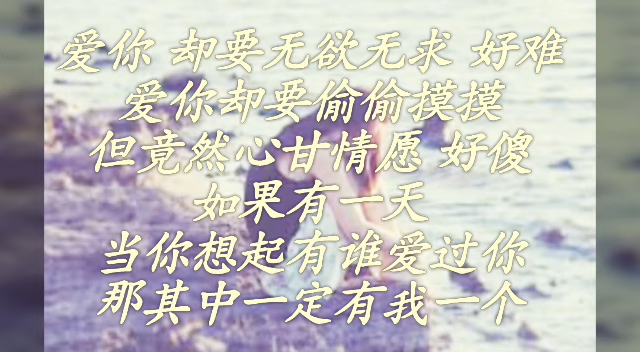 爱你 却要无欲无求 好难
爱你却要偷偷摸摸
但竟然心甘情愿 好傻
如果有一天
当你想起有谁爱过你
那其中一定有我一个